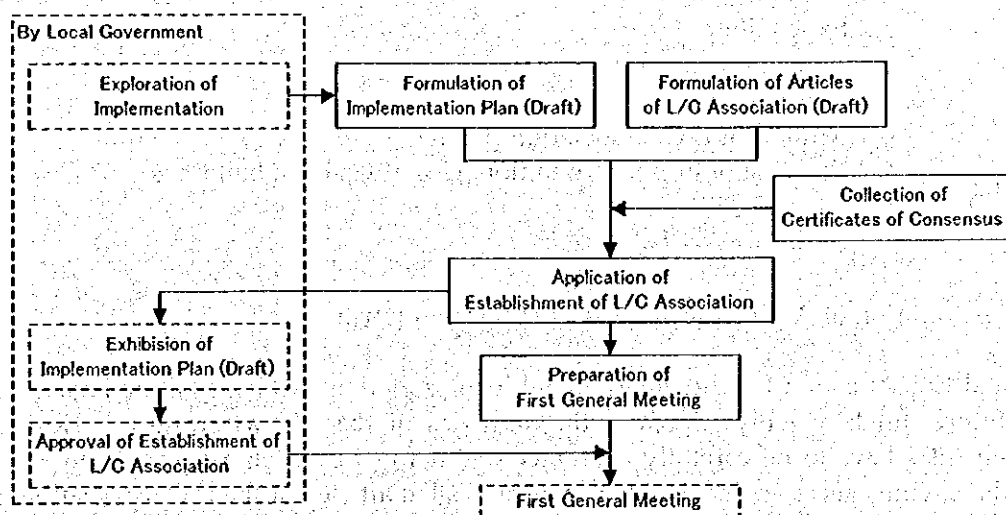 By Local Government
Exploration of
Implementation
Formulation of
Implementation Plan (Draft)
Formulation of Articles
of L/C Association (Draft)
Collection of
Certificates of Consensus
Application of
Establishment of L/C Association
Exhibision of
Implementation Plan (Draft)
Preparation of
First General Meeting
Approval of Establishment of
L/C Association
First General Meeting